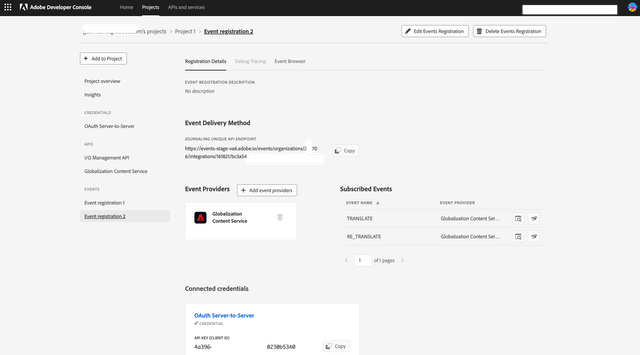 Adobe Developer Console
Home
Projects
APIs and services
's projects
Project 1
Event registration 2
Edit Events Registration
Delete Events Registration
Add to Project
Project overview
Insights
CREDENTIALS
OAuth Server-to-Server
APIS
I/O Management API
Globalization Content Service
EVENTS
Event registration 1
Event registration 2
Registration Details
Debug Tracing
Event Browser
EVENT REGISTRATION DESCRIPTION
No description
Event Delivery Method
JOURNALING UNIQUE API ENDPOINT
https://events-stage-va6.adobe.io/events/organizations/2 70
6/integrations/141821/bc3a54
Copy
Event Providers
Add event providers
Globalization
Content Service
Subscribed Events
EVENT NAME
EVENT PROVIDER
TRANSLATE
Globalization Content Ser...
RE_TRANSLATE
Globalization Content Ser...
1
of 1 pages
Connected credentials
OAuth Server-to-Server
CREDENTIAL
API KEY (CLIENT ID)
4a396 0230b5340
Copy